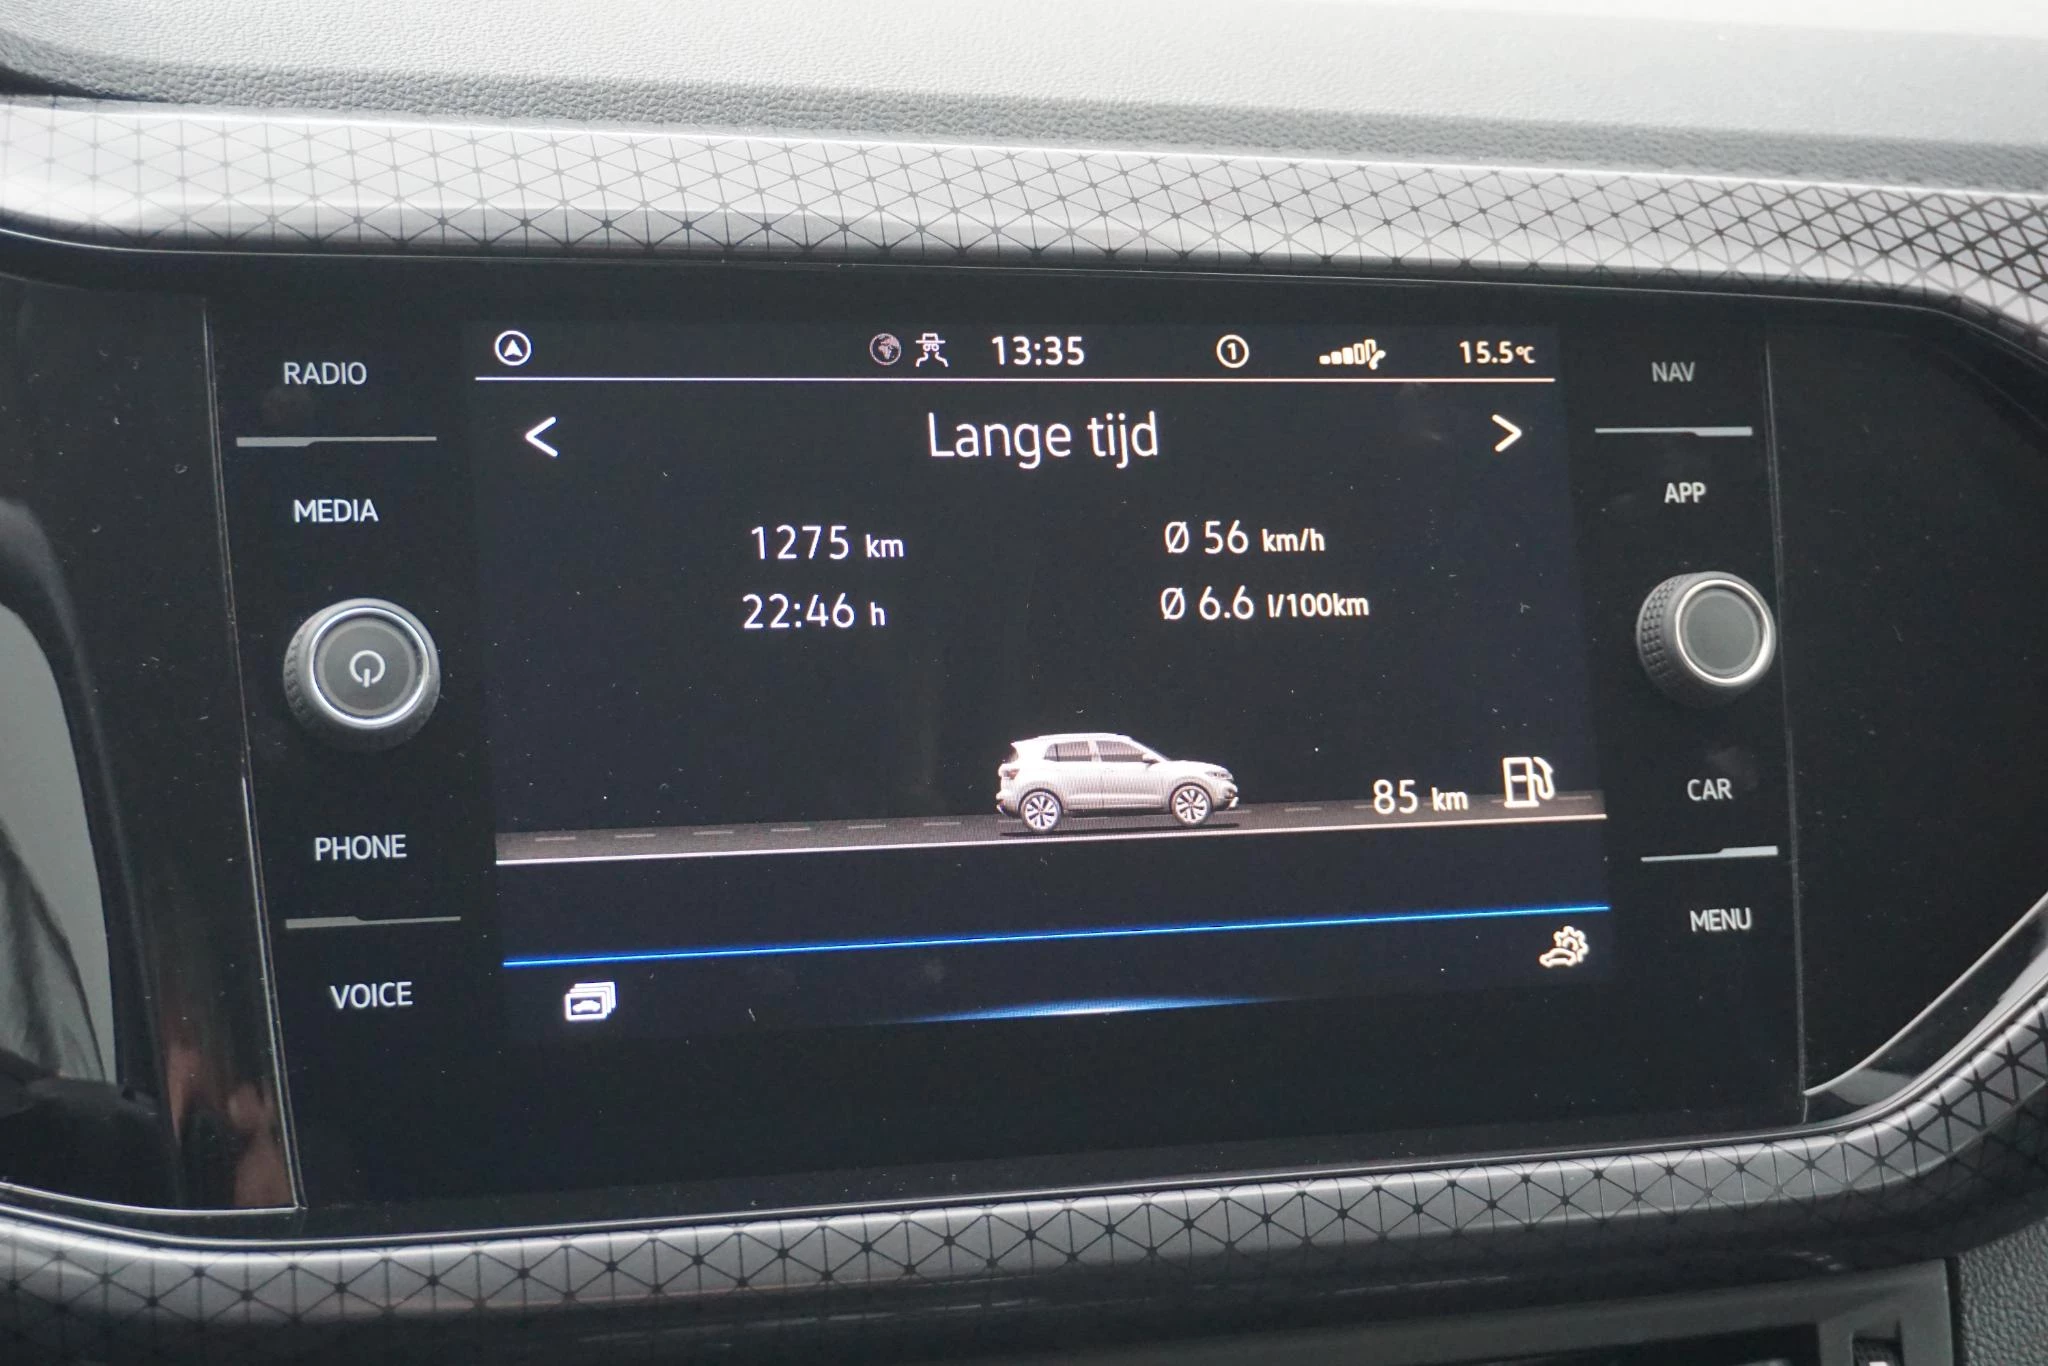 RADIO
MEDIA
PHONE
VOICE
13:35
1
15.5°C
< Lange tijd >
1275 km
Ø 56 km/h
22:46 h
Ø 6.6 l/100km
85 km
NAV
APP
CAR
MENU